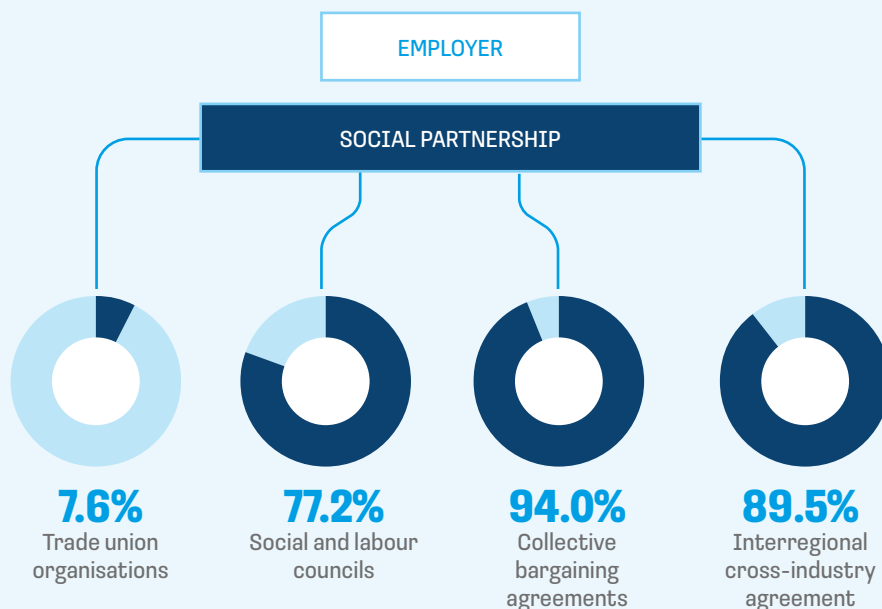 EMPLOYER
SOCIAL PARTNERSHIP
7.6%
Trade union
organisations
77.2%
Social and labour
councils
94.0%
Collective
bargaining
agreements
89.5%
Interregional
cross-industry
agreement